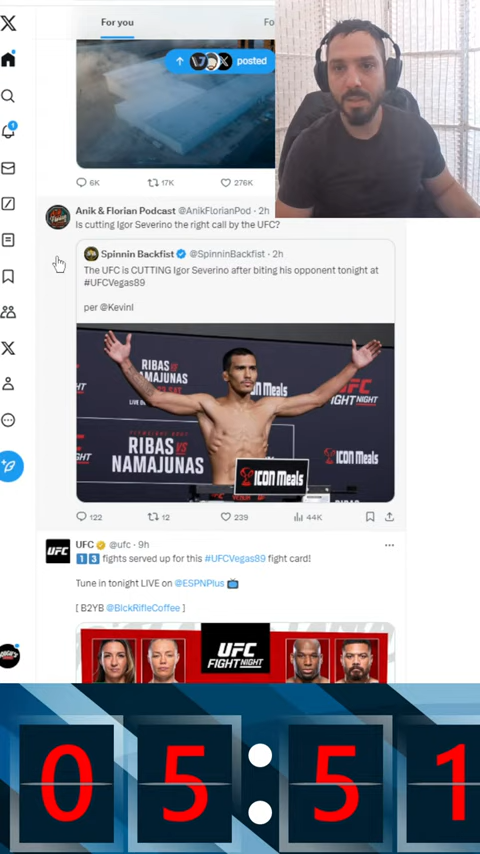 For you
Fo
posted
6K
17K
276K
Anik & Florian Podcast @AnikFlorianPod · 2h
Is cutting Igor Severino the right call by the UFC?
Spinnin Backfist @SpinninBackfist · 2h
The UFC is CUTTING Igor Severino after biting his opponent tonight at
#UFCVegas89
per @KevinI
RIBAS
NAMAJUNAS
Meals
UFC
FIGHT NIGHT
RIBAS VS
NAMAJUNAS
ICON Meals
ICON Meals
122
12
239
44K
UFC @ufc · 9h
13 fights served up for this #UFCVegas89 fight card!
Tune in tonight LIVE on @ESPNPlus
[ B2YB @BlckRifleCoffee ]
UFC
FIGHT NIGHT
05:51